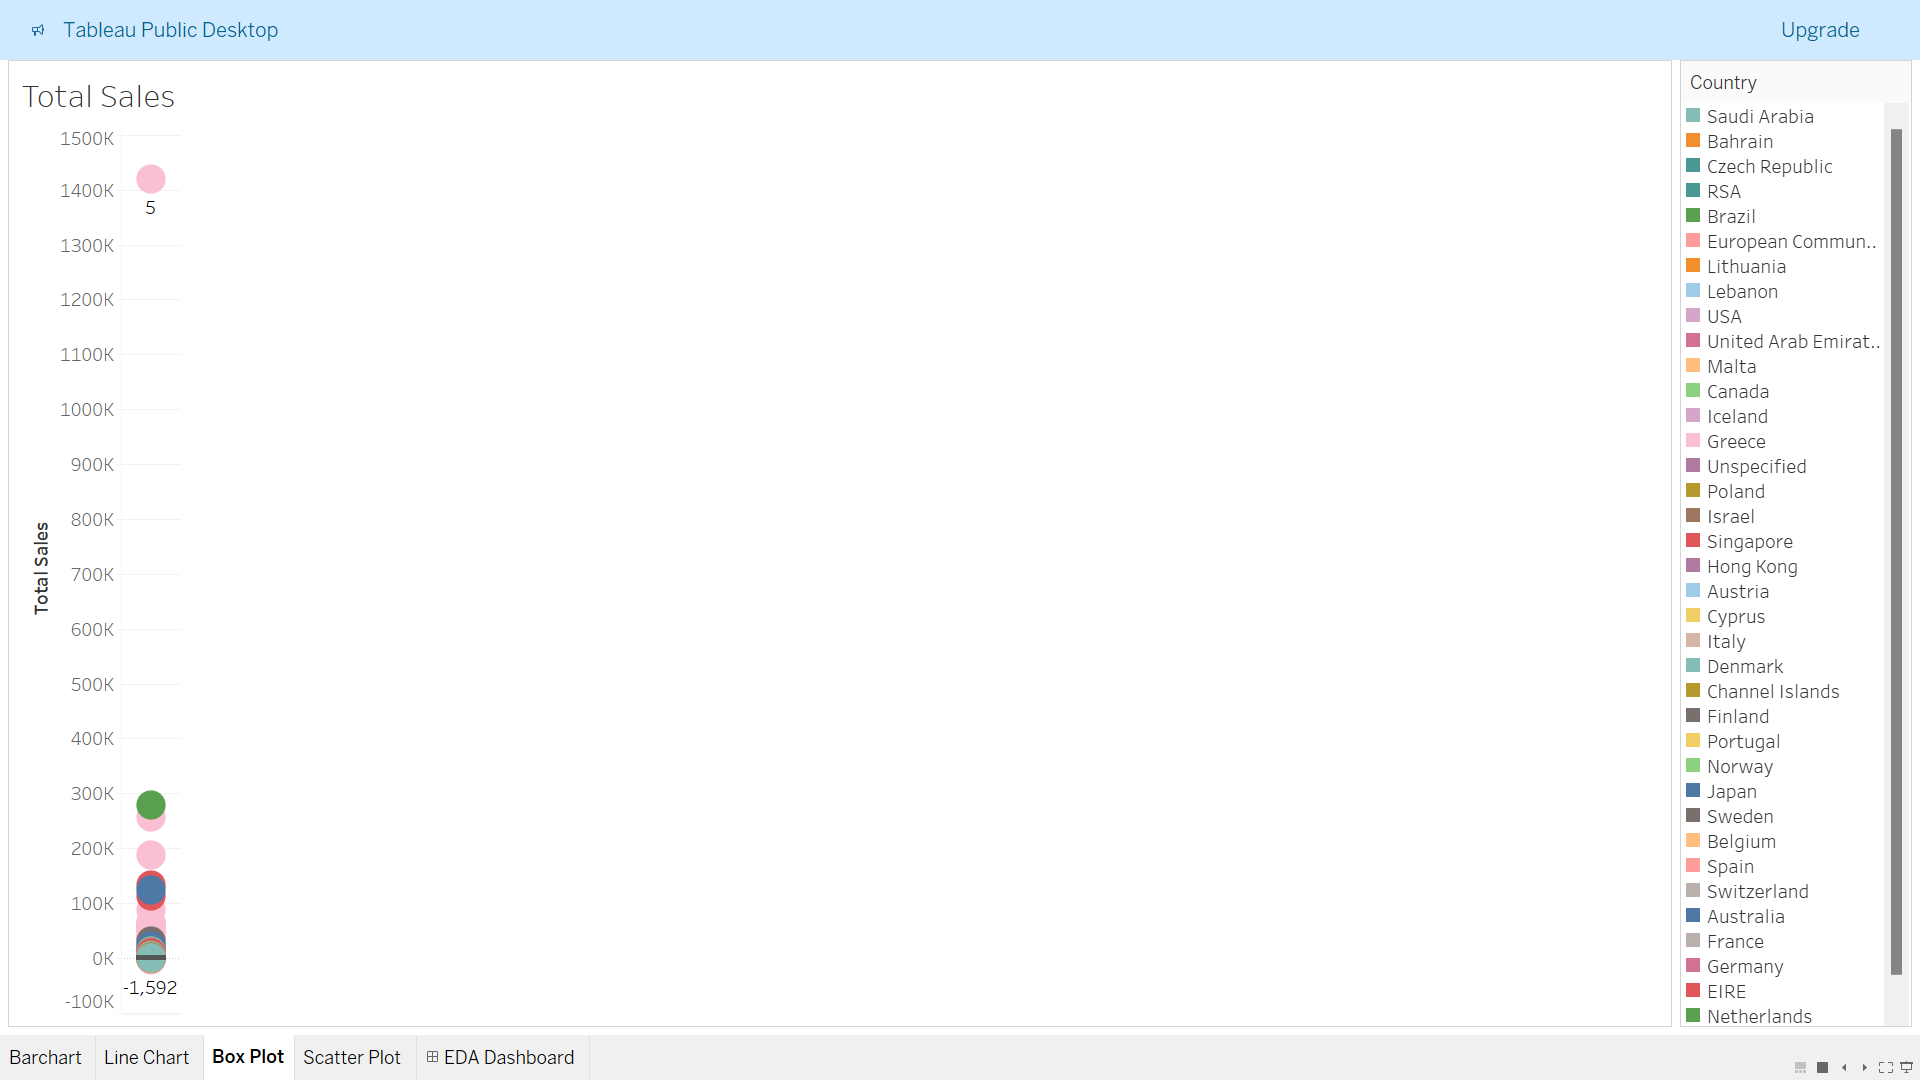 Tableau Public Desktop
Upgrade
Total Sales
1500K
1400K
5
1300K
1200K
1100K
1000K
900K
800K
700K
600K
500K
400K
300K
200K
100K
0K
-1,592
-100K
Total Sales
Country
Saudi Arabia
Bahrain
Czech Republic
RSA
Brazil
European Commun..
Lithuania
Lebanon
USA
United Arab Emirat..
Malta
Canada
Iceland
Greece
Unspecified
Poland
Israel
Singapore
Hong Kong
Austria
Cyprus
Italy
Denmark
Channel Islands
Finland
Portugal
Norway
Japan
Sweden
Belgium
Spain
Switzerland
Australia
France
Germany
EIRE
Netherlands
Barchart
Line Chart
Box Plot
Scatter Plot
EDA Dashboard